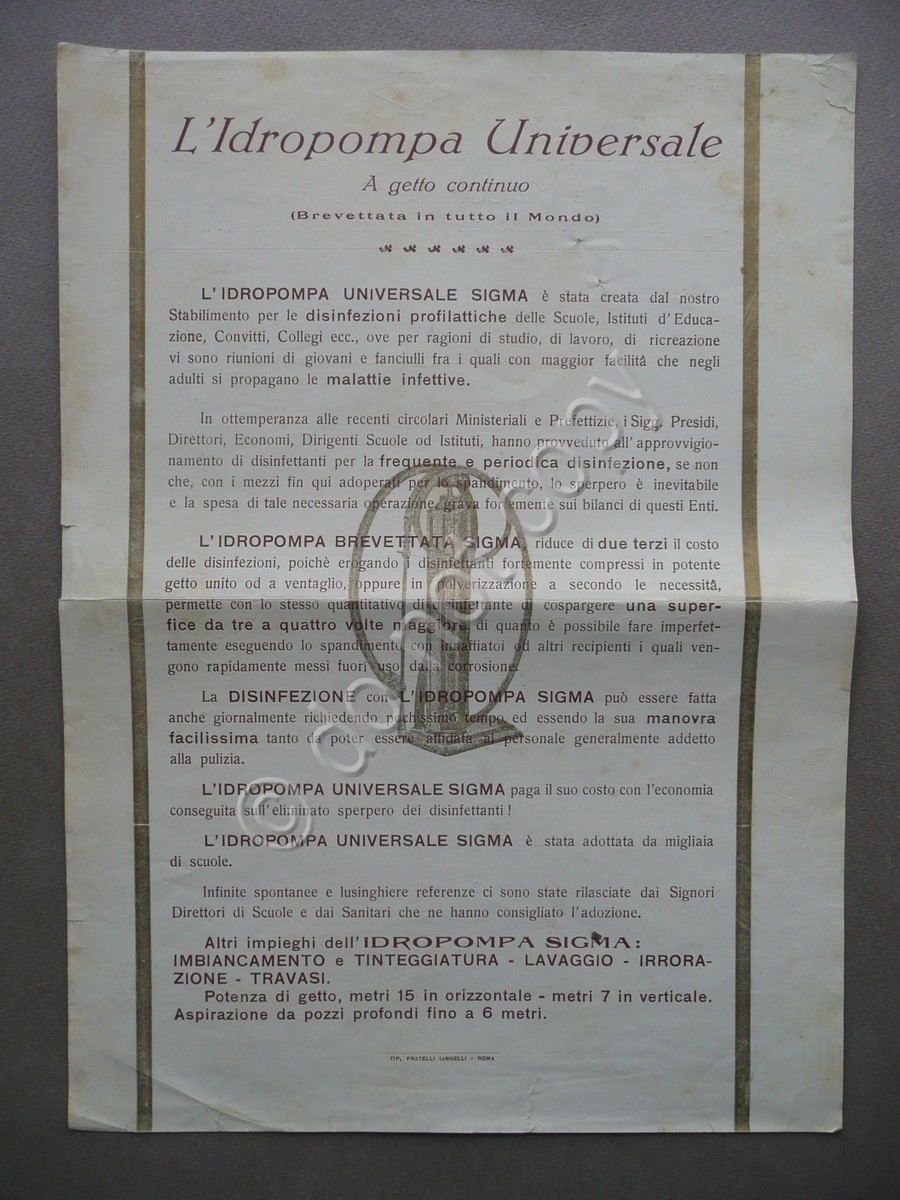 L'Idropompa Universale
A getto continuo
(Brevettata in tutto il Mondo)
L'IDROPOMPA UNIVERSALE SIGMA è stata creata dal nostro
Stabilimento per le disinfezioni profilattiche delle Scuole, Istituti d'Educa-
zione, Convitti, Collegi ecc., ove per ragioni di studio, di lavoro, di ricreazione
vi sono riunioni di giovani e fanciulli fra i quali con maggior facilità che negli
adulti si propagano le malattie infettive.
In ottemperanza alle recenti circolari Ministeriali e Prefettizie, i Sigg. Presidi,
Direttori, Economi, Dirigenti Scuole od Istituti, hanno provveduto all'approvvigio-
namento di disinfettanti per la frequente e periodica disinfezione, se non
che, con i mezzi fin qui adoperati per lo spandimento, lo sperpero è inevitabile
e la spesa di tale necessaria operazione, grava fortemente sui bilanci di questi Enti.
L'IDROPOMPA BREVETTATA SIGMA, riduce di due terzi il costo
delle disinfezioni, poichè erogando i disinfettanti fortemente compressi in potente
getto unito od a ventaglio, oppure in polverizzazione a secondo le necessità,
permette con lo stesso quantitativo di disinfettante di cospargere una super-
fice da tre a quattro volte maggiore, di quanto è possibile fare imperfet-
tamente eseguendo lo spandimento con innaffiatoi od altri recipienti i quali ven-
gono rapidamente messi fuori uso dalla corrosione.
La DISINFEZIONE con L'IDROPOMPA SIGMA può essere fatta
anche giornalmente richiedendo pochissimo tempo ed essendo la sua manovra
facilissima tanto da poter essere affidata al personale generalmente addetto
alla pulizia.
L'IDROPOMPA UNIVERSALE SIGMA paga il suo costo con l'economia
conseguita sull'eliminato sperpero dei disinfettanti !
L'IDROPOMPA UNIVERSALE SIGMA è stata adottata da migliaia
di scuole.
Infinite spontanee e lusinghiere referenze ci sono state rilasciate dai Signori
Direttori di Scuole e dai Sanitari che ne hanno consigliato l'adozione.
Altri impieghi dell'IDROPOMPA SIGMA:
IMBIANCAMENTO e TINTEGGIATURA - LAVAGGIO - IRRORA-
ZIONE - TRAVASI.
Potenza di getto, metri 15 in orizzontale - metri 7 in verticale.
Aspirazione da pozzi profondi fino a 6 metri.
TIP. FRATELLI IANNELLI - ROMA
© do not copy